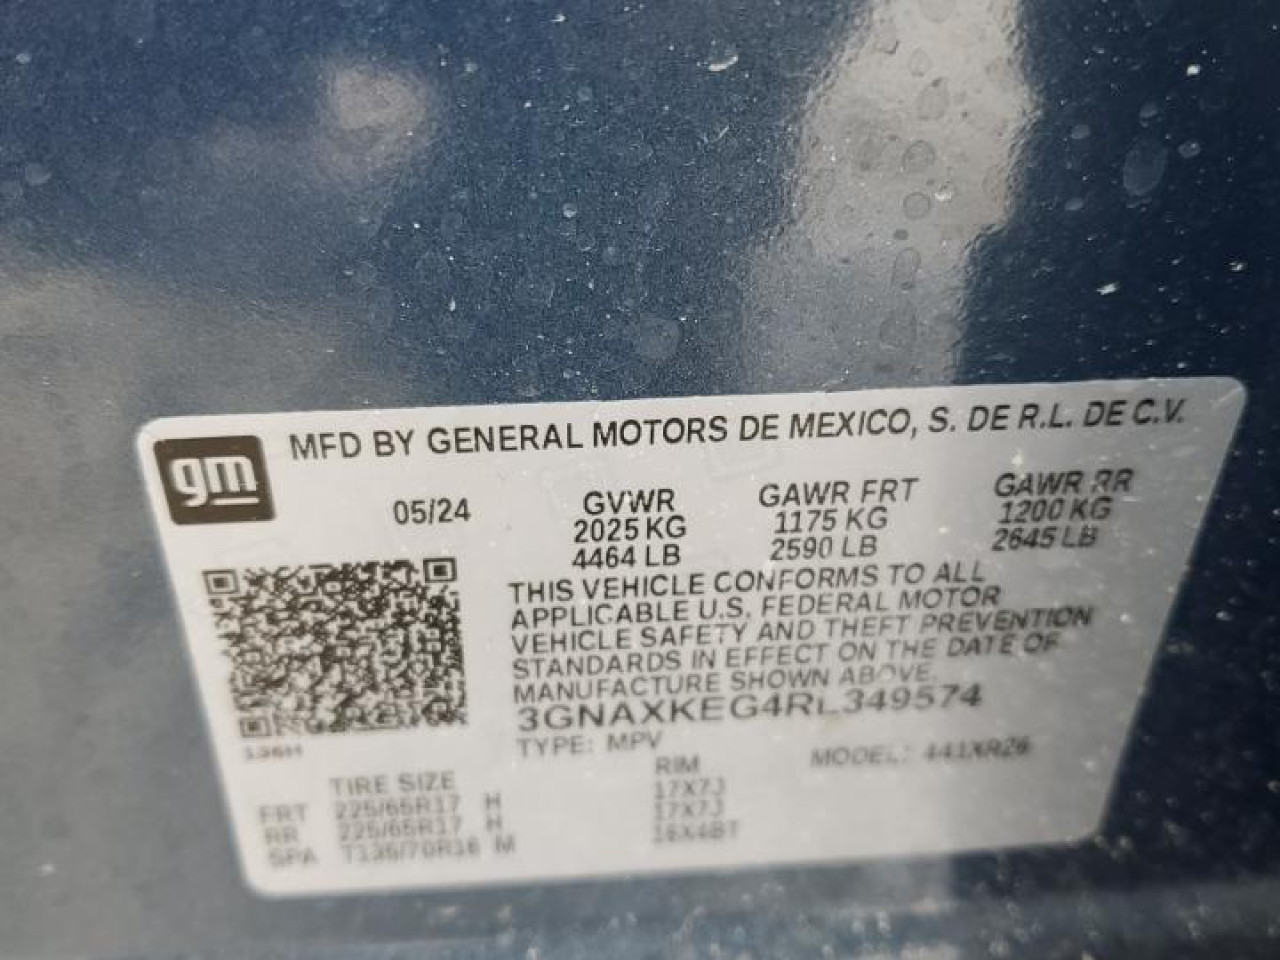 MFD BY GENERAL MOTORS DE MEXICO, S. DE R.L. DE C.V.
gm
05/24
GVWR GAWR FRT GAWR RR
2025 KG 1175 KG 1200 KG
4464 LB 2590 LB 2645 LB
THIS VEHICLE CONFORMS TO ALL
APPLICABLE U.S. FEDERAL MOTOR
VEHICLE SAFETY AND THEFT PREVENTION
STANDARDS IN EFFECT ON THE DATE OF
MANUFACTURE SHOWN ABOVE.
3GNAXKEG4RL349574
TYPE: MPV MODEL: 441XR26
TIRE SIZE RIM
FRT 225/65R17 H 17X7J
RR 225/65R17 H 17X7J
SPA T135/70R16 M 16X4BT